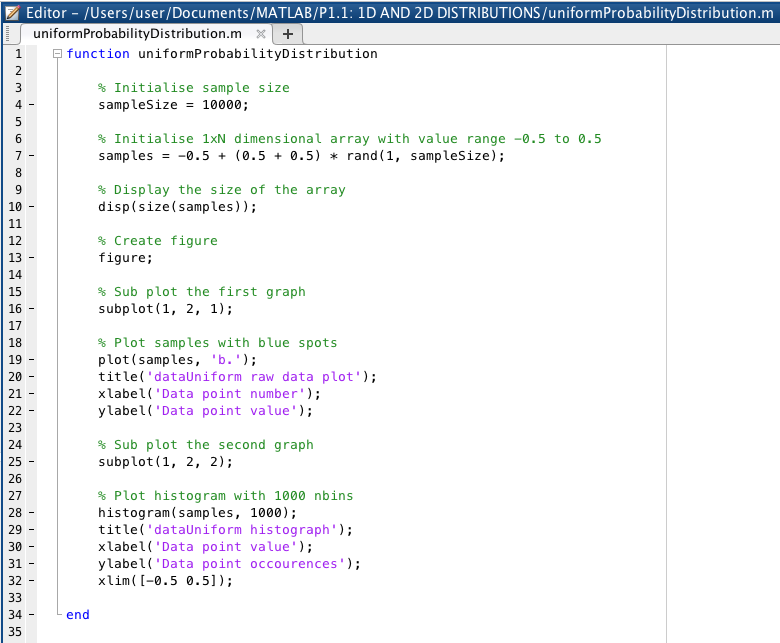 Editor – /Users/user/Documents/MATLAB/P1.1: 1D AND 2D DISTRIBUTIONS/uniformProbabilityDistribution.m
uniformProbabilityDistribution.m × +
1 function uniformProbabilityDistribution
2
3 % Initialise sample size
4 – sampleSize = 10000;
5
6 % Initialise 1xN dimensional array with value range -0.5 to 0.5
7 – samples = -0.5 + (0.5 + 0.5) * rand(1, sampleSize);
8
9 % Display the size of the array
10 – disp(size(samples));
11
12 % Create figure
13 – figure;
14
15 % Sub plot the first graph
16 – subplot(1, 2, 1);
17
18 % Plot samples with blue spots
19 – plot(samples, 'b.');
20 – title('dataUniform raw data plot');
21 – xlabel('Data point number');
22 – ylabel('Data point value');
23
24 % Sub plot the second graph
25 – subplot(1, 2, 2);
26
27 % Plot histogram with 1000 nbins
28 – histogram(samples, 1000);
29 – title('dataUniform histograph');
30 – xlabel('Data point value');
31 – ylabel('Data point occourences');
32 – xlim([-0.5 0.5]);
33
34 – end
35